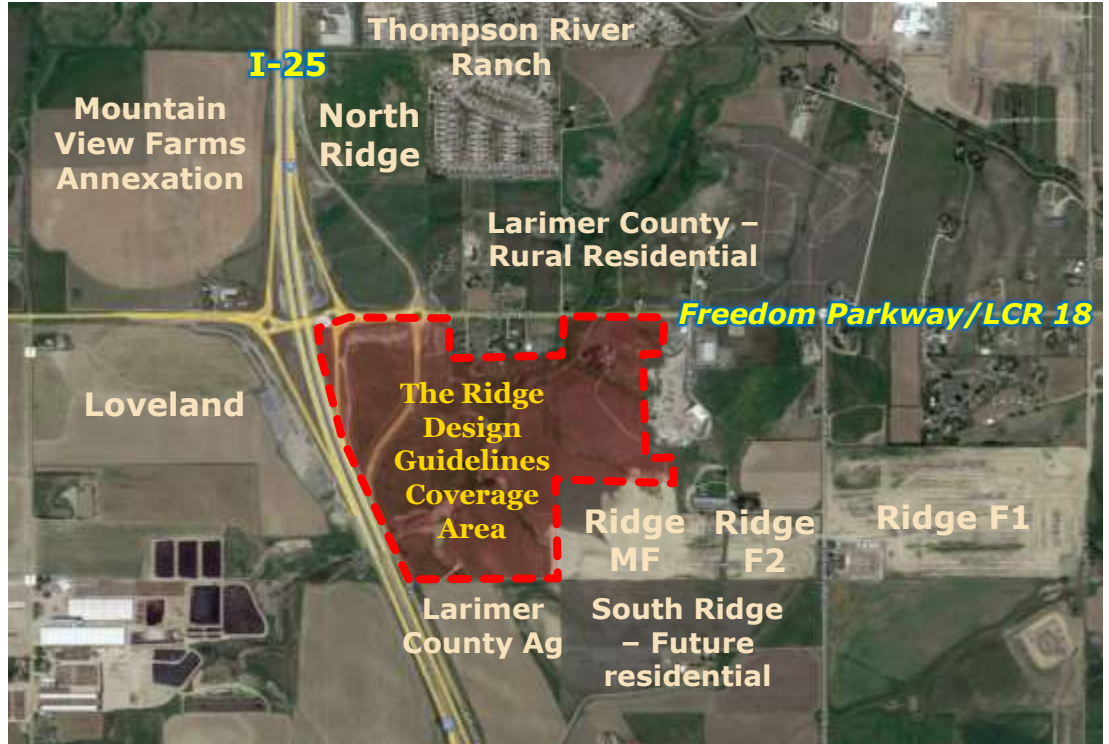 Thompson River
Ranch
I-25
Mountain
View Farms
Annexation
North
Ridge
Larimer County –
Rural Residential
Freedom Parkway/LCR 18
Loveland
The Ridge
Design
Guidelines
Coverage
Area
Ridge
MF
Ridge
F2
Ridge F1
Larimer
County Ag
South Ridge
– Future
residential